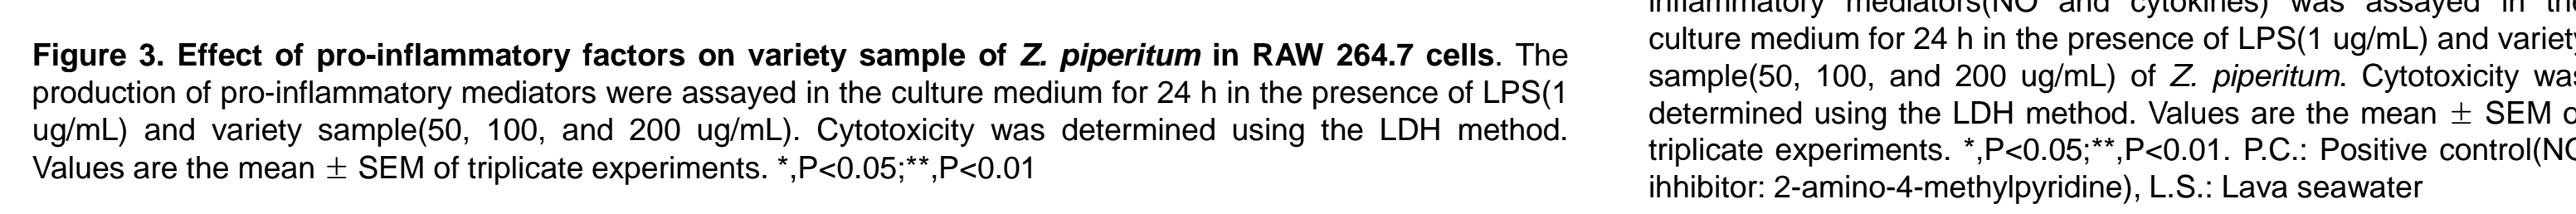 Figure 3. Effect of pro-inflammatory factors on variety sample of Z. piperitum in RAW 264.7 cells. The
production of pro-inflammatory mediators were assayed in the culture medium for 24 h in the presence of LPS(1
ug/mL) and variety sample(50, 100, and 200 ug/mL). Cytotoxicity was determined using the LDH method.
Values are the mean ± SEM of triplicate experiments. *,P<0.05;**,P<0.01
inflammatory mediators(NO and cytokines) was assayed in the
culture medium for 24 h in the presence of LPS(1 ug/mL) and variety
sample(50, 100, and 200 ug/mL) of Z. piperitum. Cytotoxicity was
determined using the LDH method. Values are the mean ± SEM o
triplicate experiments. *,P<0.05;**,P<0.01. P.C.: Positive control(NO
ihhibitor: 2-amino-4-methylpyridine), L.S.: Lava seawater